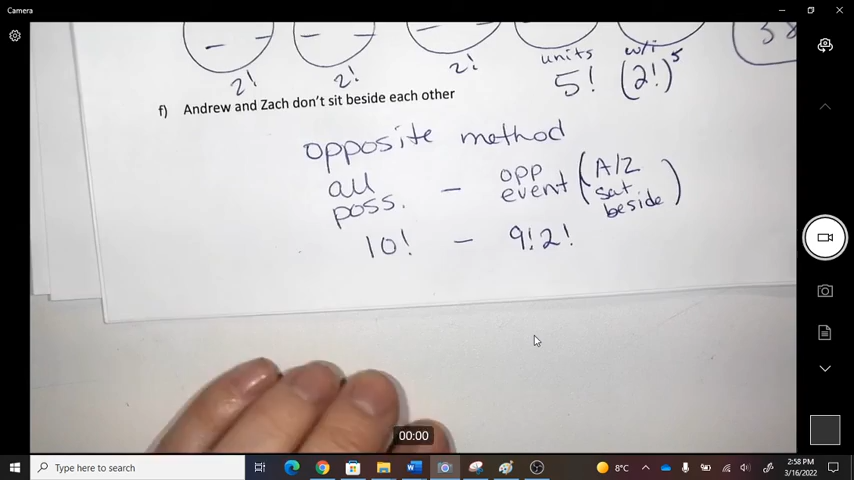 Camera
2! 2! 2! units w/i
5! (2!)⁵ 38
f) Andrew and Zach don't sit beside each other
opposite method
all poss. — opp event (A/Z sat beside)
10! — 9!2!
00:00
Type here to search
8°C
2:58 PM
3/16/2022